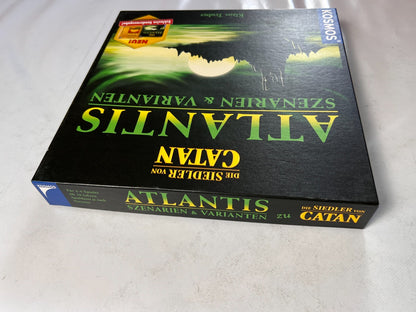 KOSMOS
Klaus Teuber
NEU!
ATLANTIS
SZENARIEN & VARIANTEN
DIE SIEDLER VON
CATAN
ATLANTIS
SZENARIEN & VARIANTEN
zu
DIE SIEDLER VON
CATAN